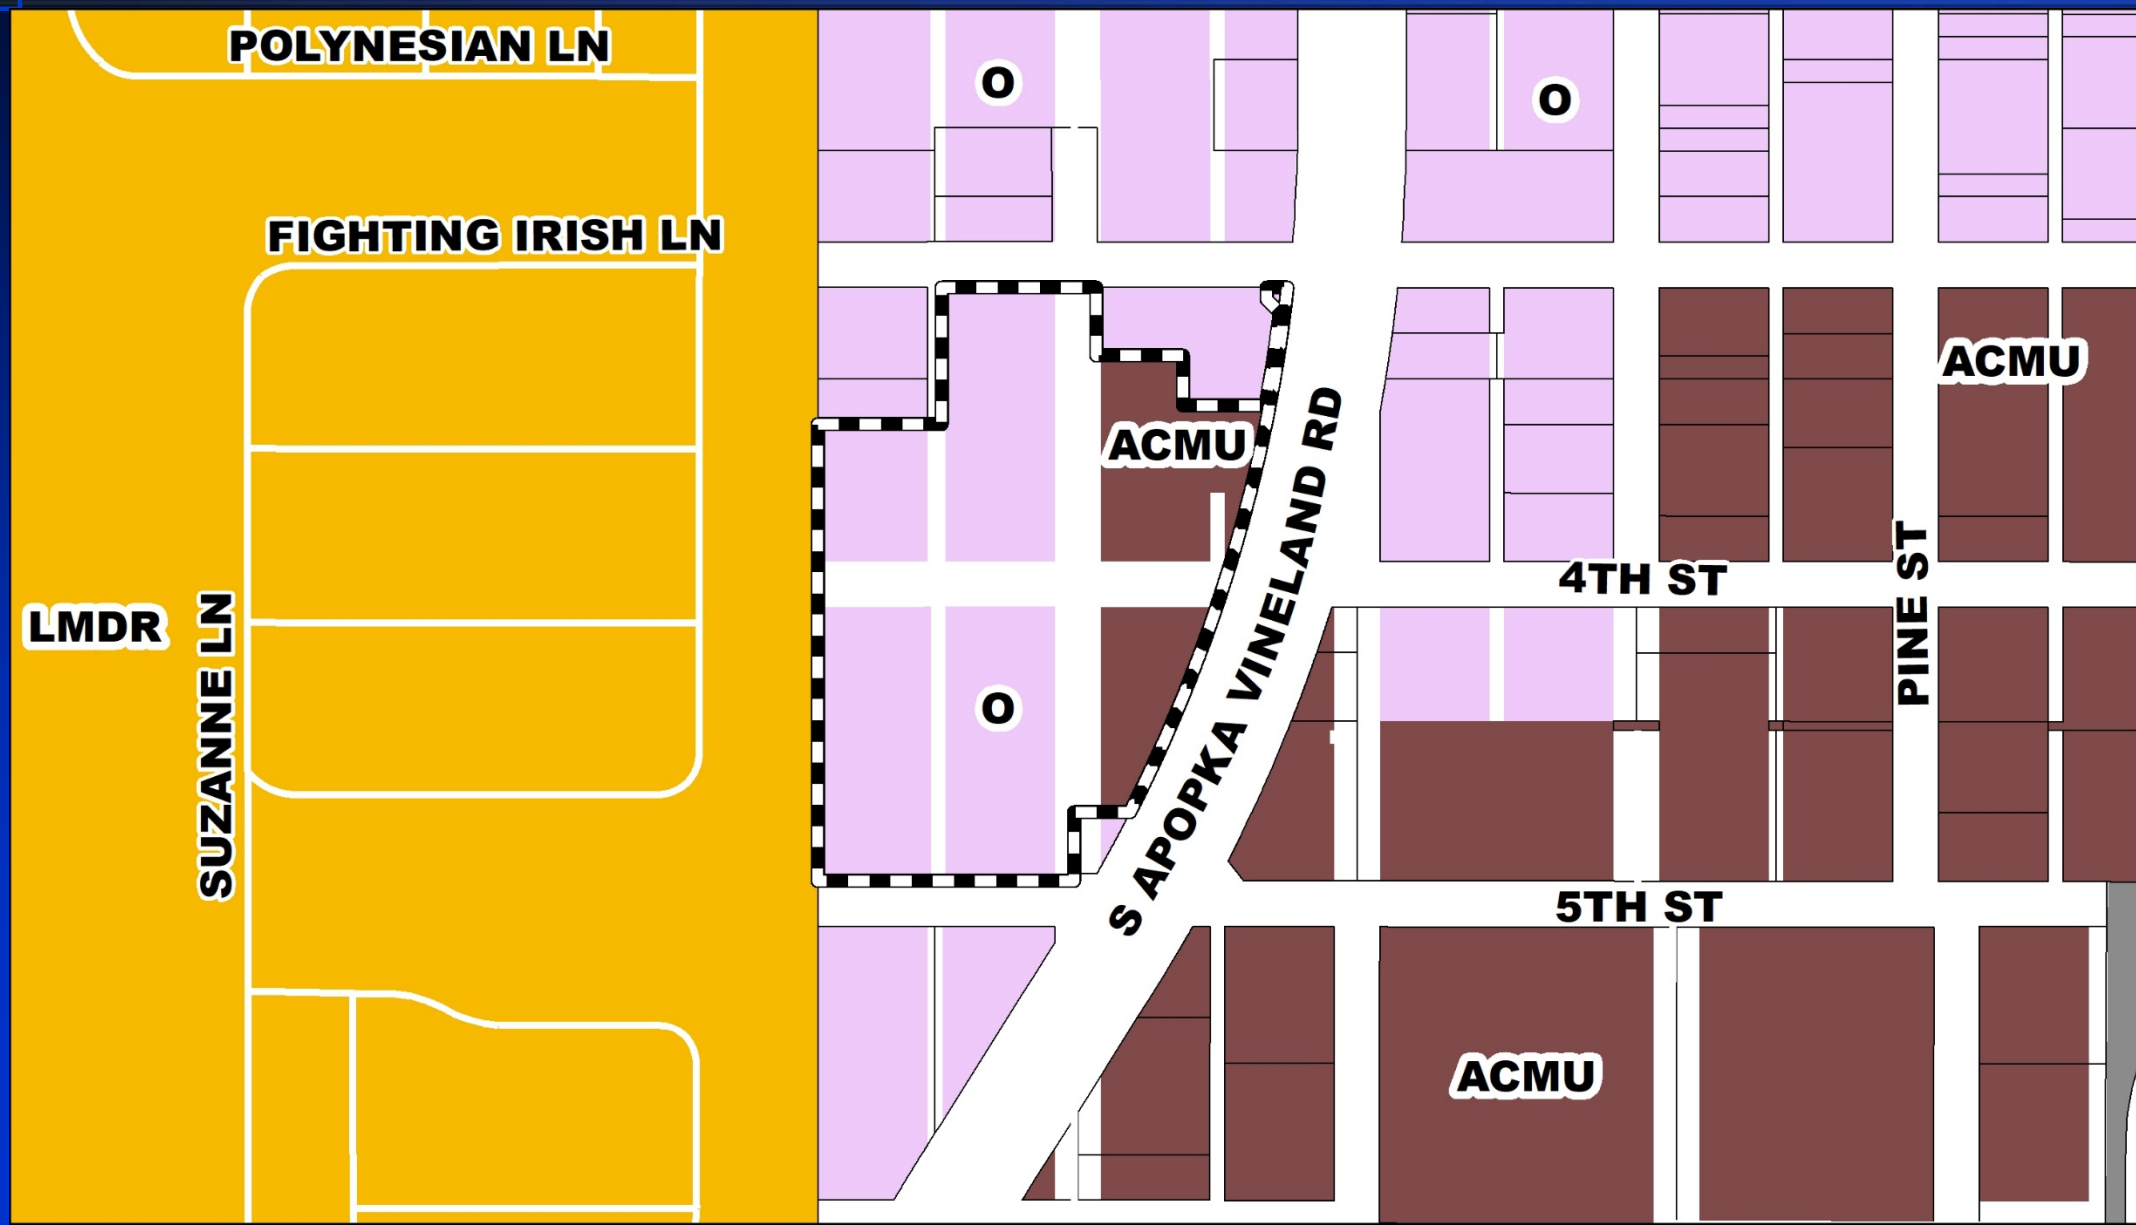 POLYNESIAN LN
O
O
FIGHTING IRISH LN
ACMU
ACMU
S APOPKA VINELAND RD
4TH ST
PINE ST
LMDR
SUZANNE LN
O
5TH ST
ACMU